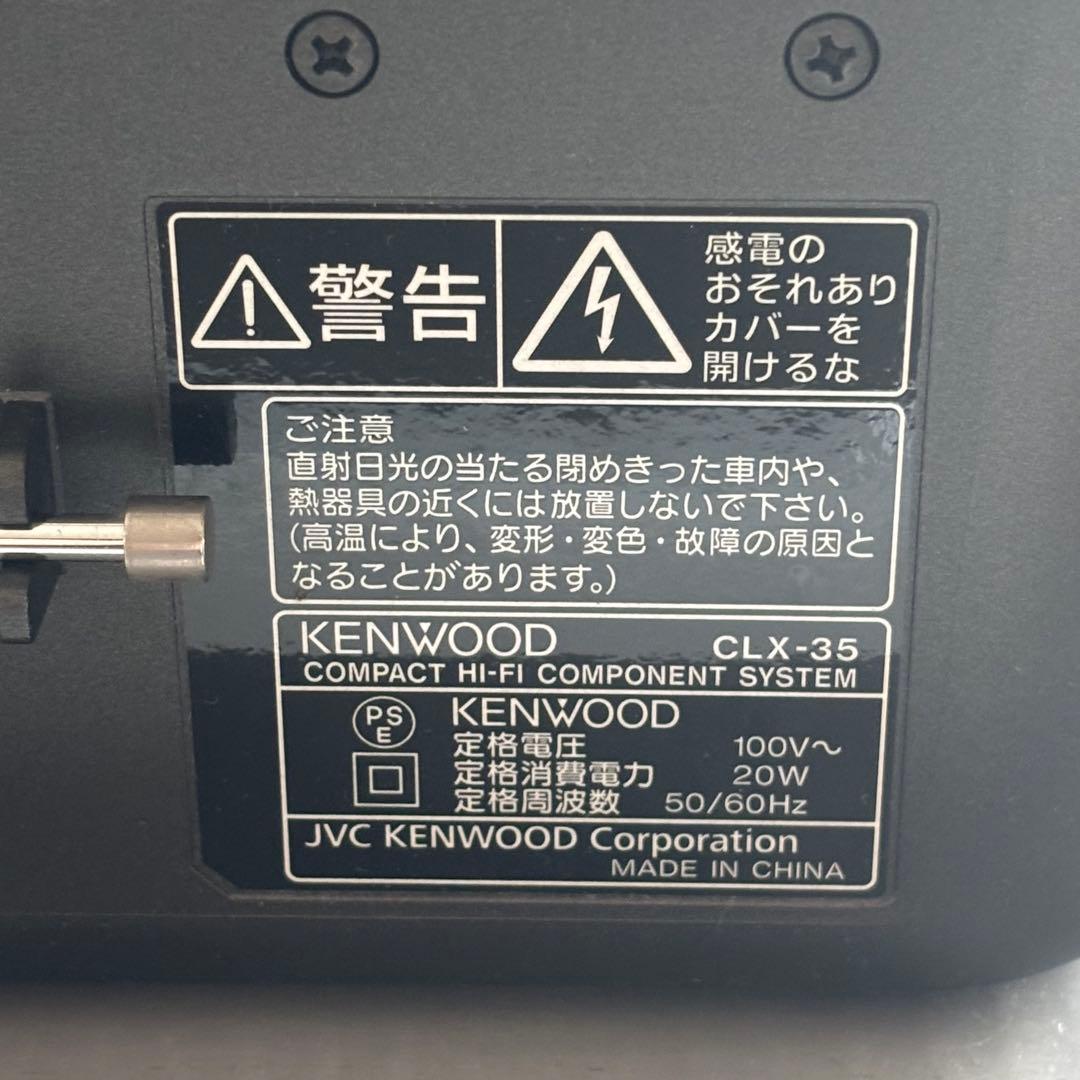 警告
感電の
おそれあり
カバーを
開けるな
ご注意
直射日光の当たる閉めきった車内や、
熱器具の近くには放置しないで下さい。
(高温により、変形・変色・故障の原因と
なることがあります。)
KENWOOD CLX-35
COMPACT HI-FI COMPONENT SYSTEM
PS
E
KENWOOD
定格電圧 100V～
定格消費電力 20W
定格周波数 50/60Hz
JVC KENWOOD Corporation
MADE IN CHINA